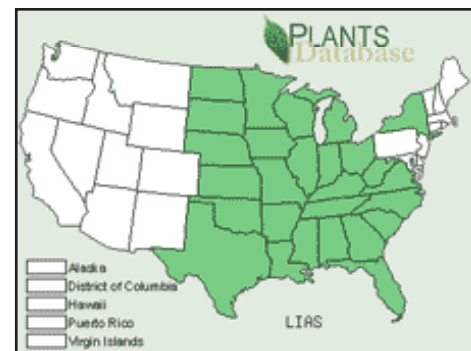 PLANTS
Database
Alaska
District of Columbia
Hawaii
Puerto Rico
Virgin Islands
LIAS